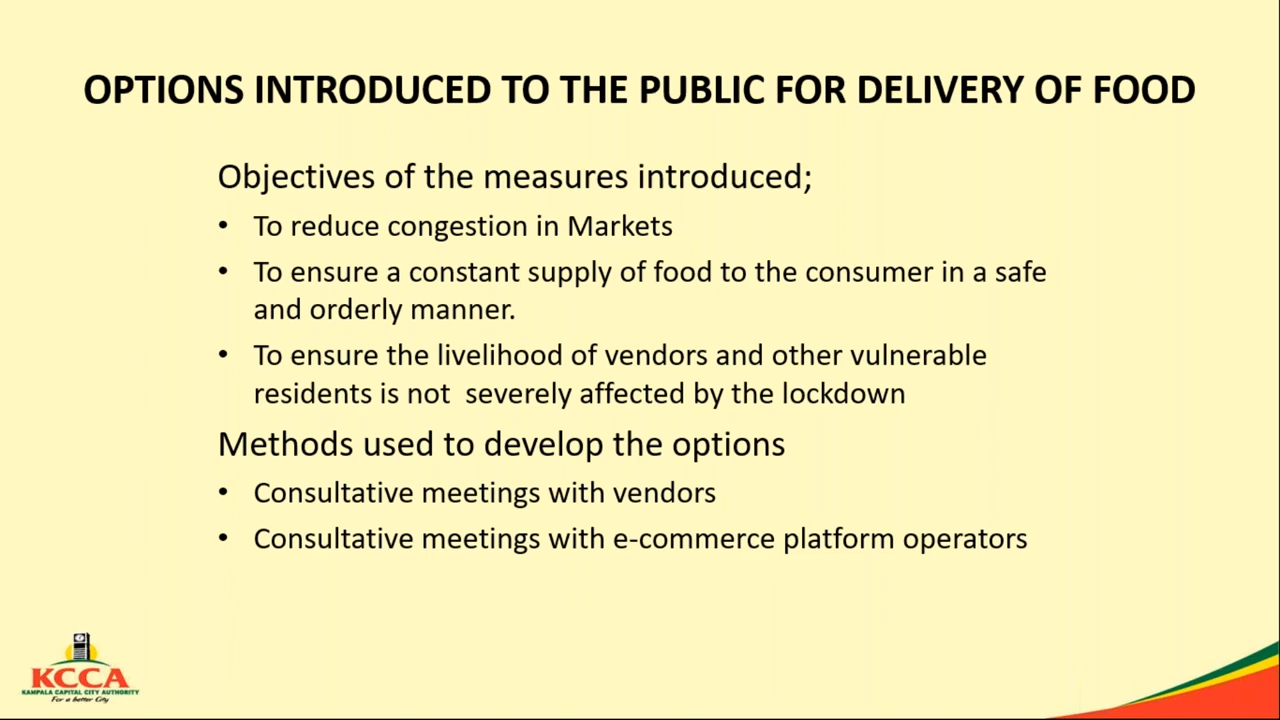 OPTIONS INTRODUCED TO THE PUBLIC FOR DELIVERY OF FOOD
Objectives of the measures introduced;
• To reduce congestion in Markets
• To ensure a constant supply of food to the consumer in a safe
and orderly manner.
• To ensure the livelihood of vendors and other vulnerable
residents is not  severely affected by the lockdown
Methods used to develop the options
• Consultative meetings with vendors
• Consultative meetings with e-commerce platform operators
KCCA
KAMPALA CAPITAL CITY AUTHORITY
For a better City